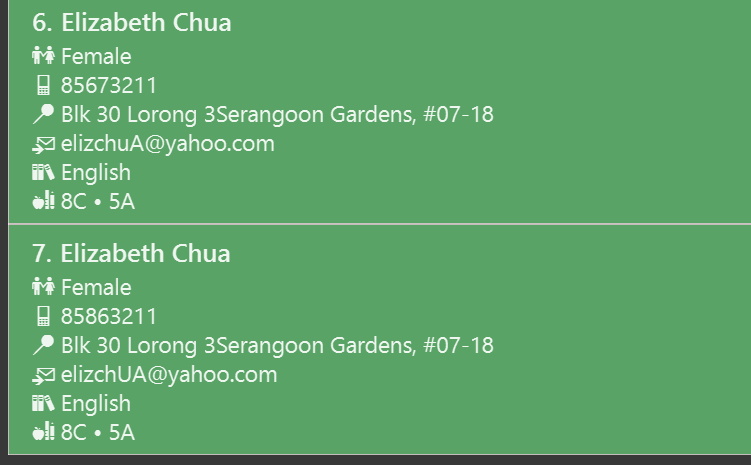 6. Elizabeth Chua
Female
85673211
Blk 30 Lorong 3Serangoon Gardens, #07-18
elizchuA@yahoo.com
English
8C • 5A
7. Elizabeth Chua
Female
85863211
Blk 30 Lorong 3Serangoon Gardens, #07-18
elizchUA@yahoo.com
English
8C • 5A